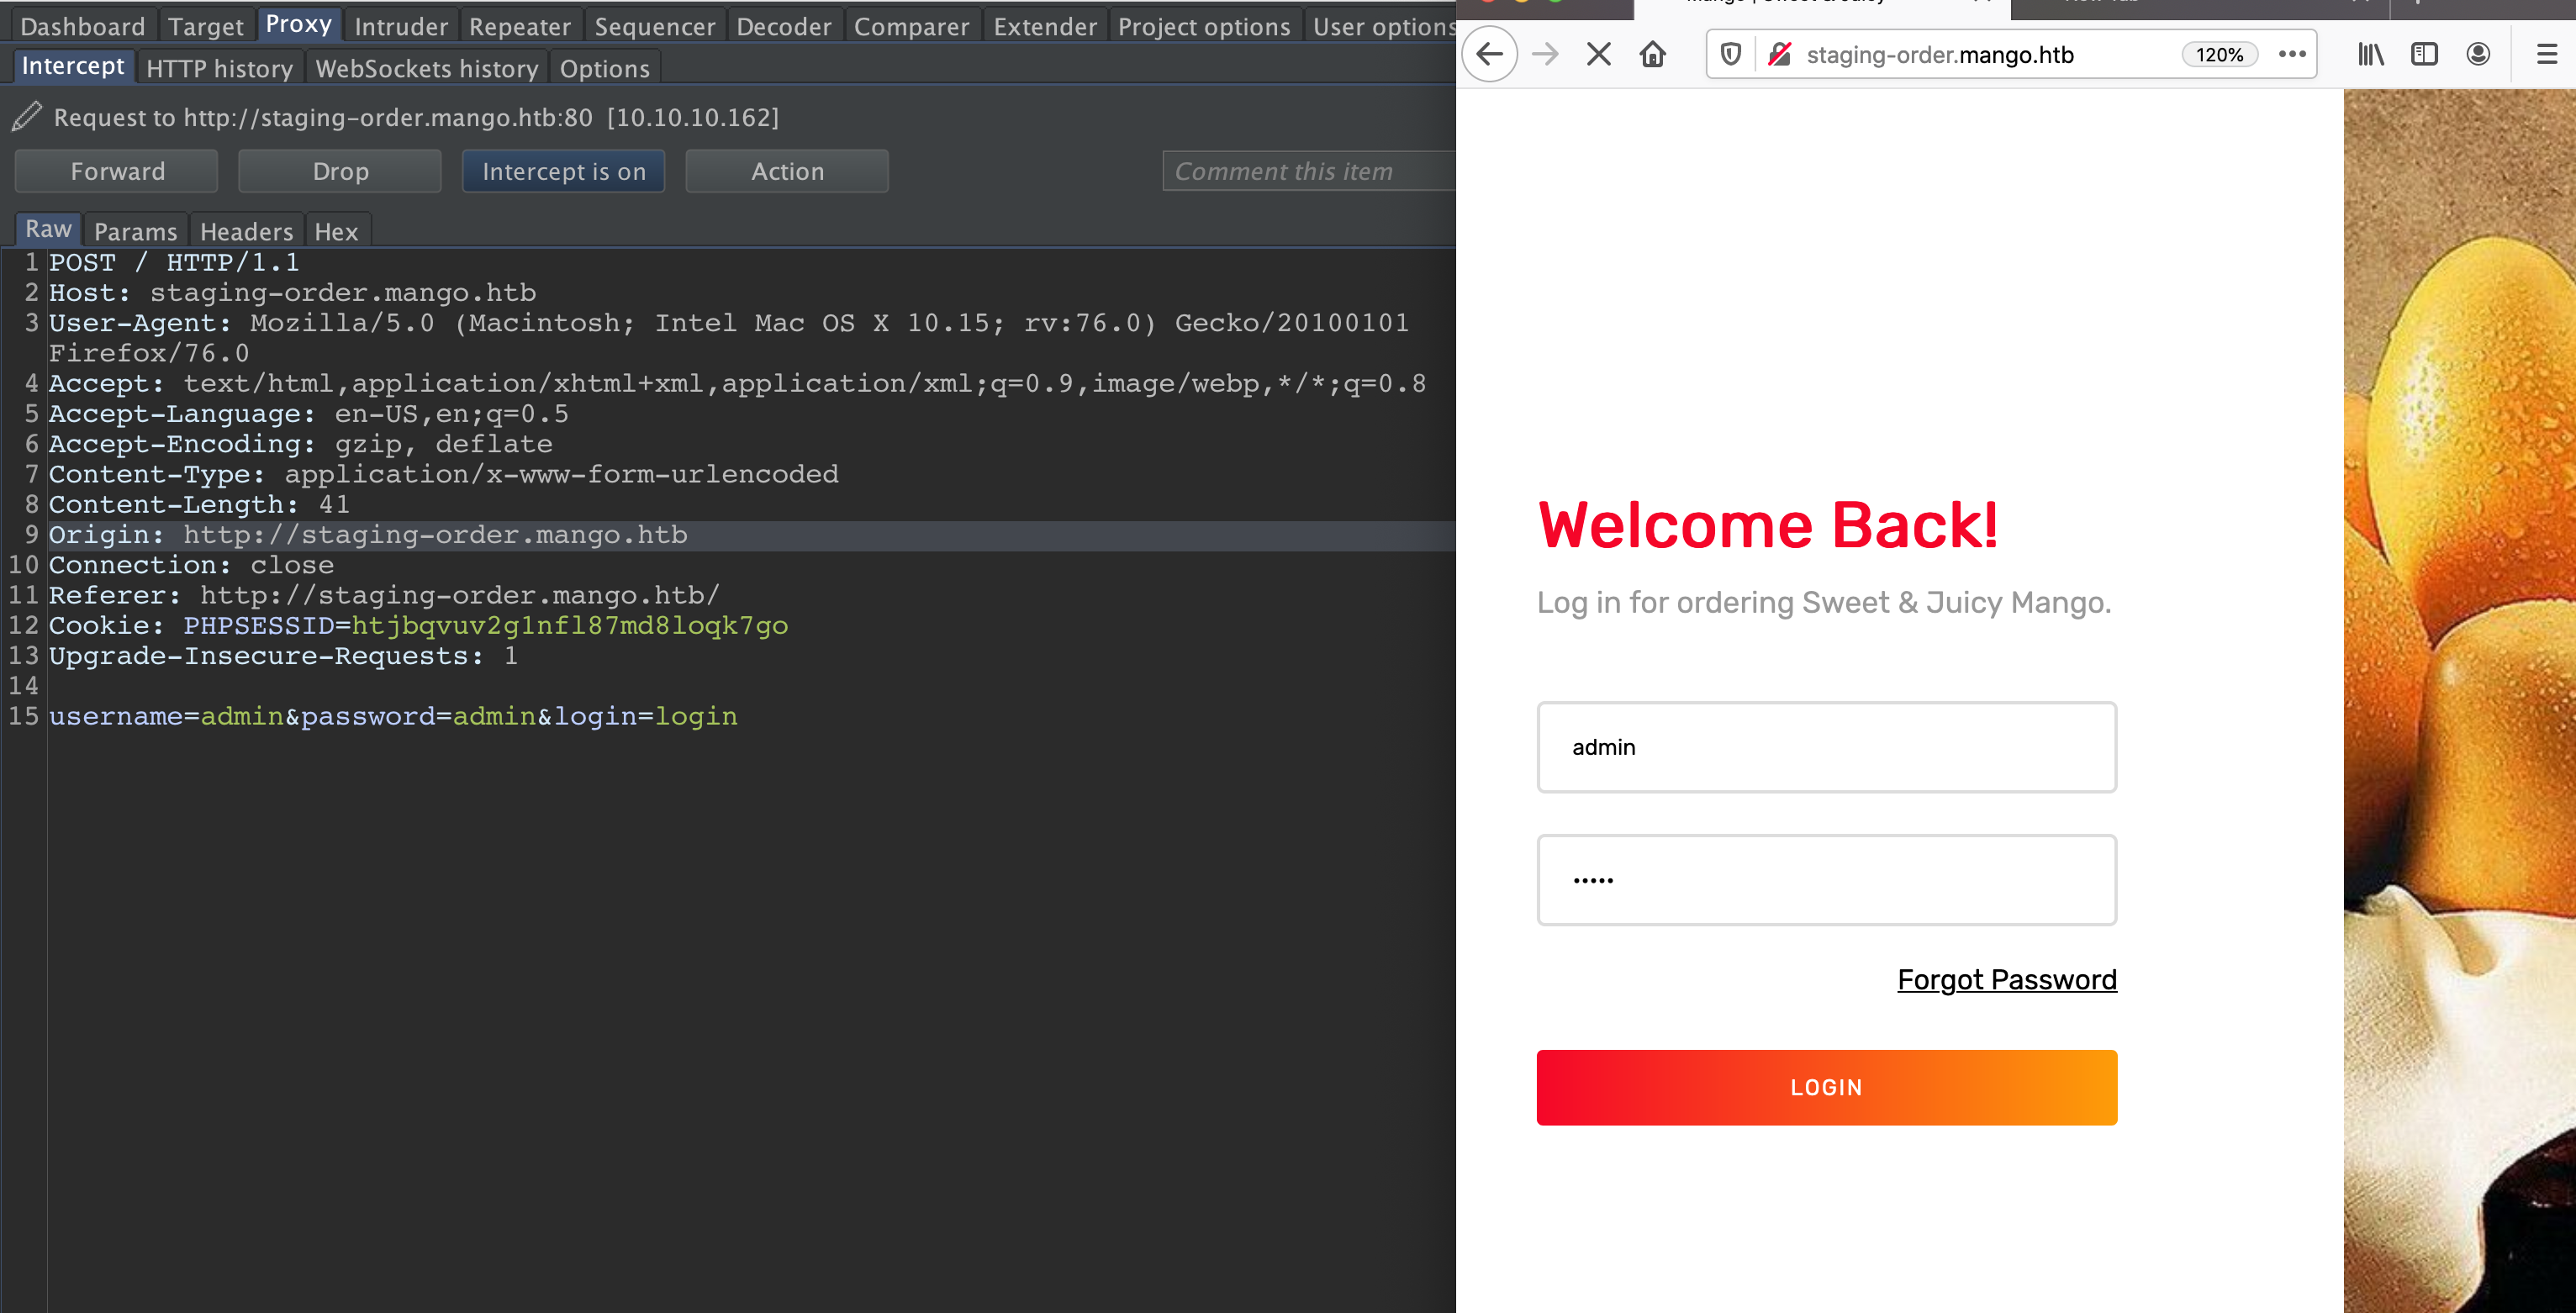 Dashboard Target Proxy Intruder Repeater Sequencer Decoder Comparer Extender Project options User options
Intercept HTTP history WebSockets history Options
Request to http://staging-order.mango.htb:80 [10.10.10.162]
Forward Drop Intercept is on Action Comment this item
Raw Params Headers Hex
1 POST / HTTP/1.1
2 Host: staging-order.mango.htb
3 User-Agent: Mozilla/5.0 (Macintosh; Intel Mac OS X 10.15; rv:76.0) Gecko/20100101
Firefox/76.0
4 Accept: text/html,application/xhtml+xml,application/xml;q=0.9,image/webp,*/*;q=0.8
5 Accept-Language: en-US,en;q=0.5
6 Accept-Encoding: gzip, deflate
7 Content-Type: application/x-www-form-urlencoded
8 Content-Length: 41
9 Origin: http://staging-order.mango.htb
10 Connection: close
11 Referer: http://staging-order.mango.htb/
12 Cookie: PHPSESSID=htjbqvuv2g1nfl87md8loqk7go
13 Upgrade-Insecure-Requests: 1
14
15 username=admin&password=admin&login=login
Mango | Sweet & Juicy
New Tab
staging-order.mango.htb 120%
Welcome Back!
Log in for ordering Sweet & Juicy Mango.
admin
•••••
Forgot Password
LOGIN